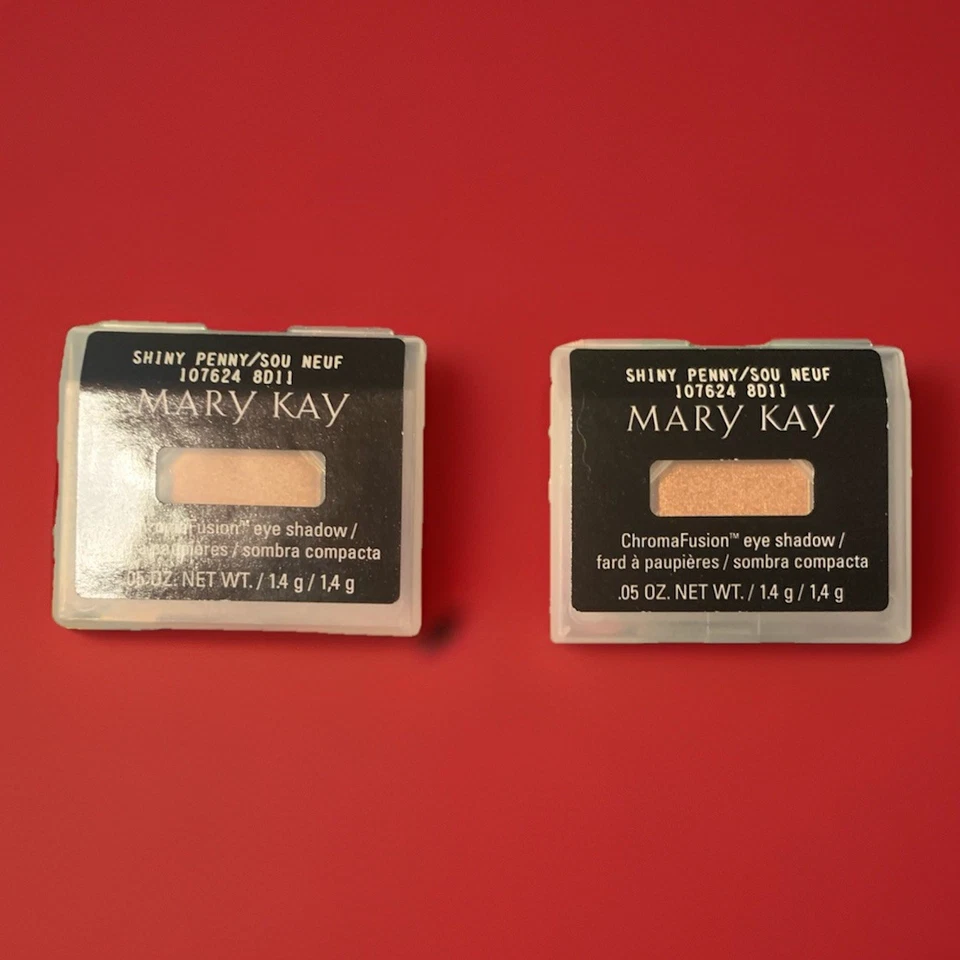 SHINY PENNY/SOU NEUF
107624 8D11
MARY KAY
eye shadow /
paupières / sombra compacta
.05 OZ. NET WT. / 1.4 g / 1,4 g
SHINY PENNY/SOU NEUF
107624 8D11
MARY KAY
ChromaFusion™ eye shadow /
fard à paupières / sombra compacta
.05 OZ. NET WT. / 1.4 g / 1,4 g